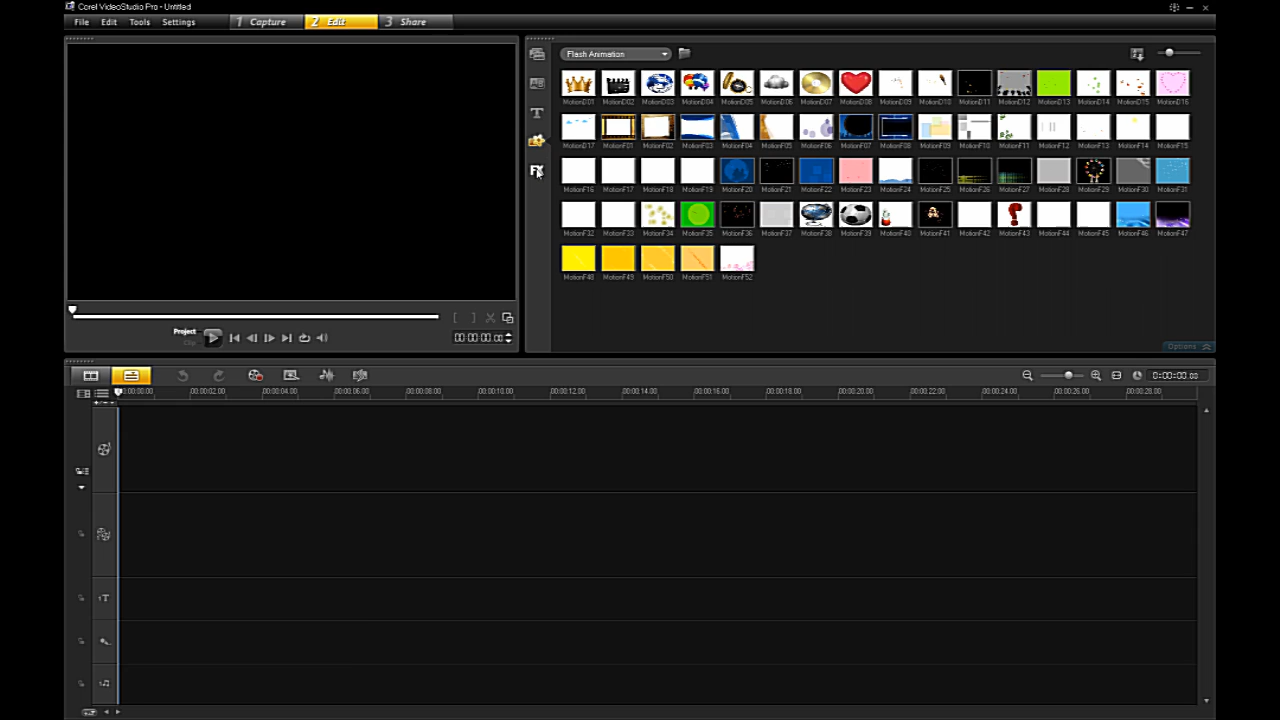 Corel VideoStudio Pro - Untitled
File Edit Tools Settings 1 Capture 2 Edit 3 Share
Flash Animation
MotionD01 MotionD02 MotionD03 MotionD04 MotionD05 MotionD06 MotionD07 MotionD08 MotionD09 MotionD10 MotionD11 MotionD12 MotionD13 MotionD14 MotionD15 MotionD16
T
MotionD17 MotionF01 MotionF02 MotionF03 MotionF04 MotionF05 MotionF06 MotionF07 MotionF08 MotionF09 MotionF10 MotionF11 MotionF12 MotionF13 MotionF14 MotionF15
FX
MotionF16 MotionF17 MotionF18 MotionF19 MotionF20 MotionF21 MotionF22 MotionF23 MotionF24 MotionF25 MotionF26 MotionF27 MotionF28 MotionF29 MotionF30 MotionF31
MotionF32 MotionF33 MotionF34 MotionF35 MotionF36 MotionF37 MotionF38 MotionF39 MotionF40 MotionF41 MotionF42 MotionF43 MotionF44 MotionF45 MotionF46 MotionF47
MotionF48 MotionF49 MotionF50 MotionF51 MotionF52
Project
Clip
00:00:00.00
Options
0:00:00.00
00:00:02.00 00:00:04.00 00:00:06.00 00:00:08.00 00:00:10.00 00:00:12.00 00:00:14.00 00:00:16.00 00:00:18.00 00:00:20.00 00:00:22.00 00:00:24.00 00:00:26.00 00:00:28.00
1T